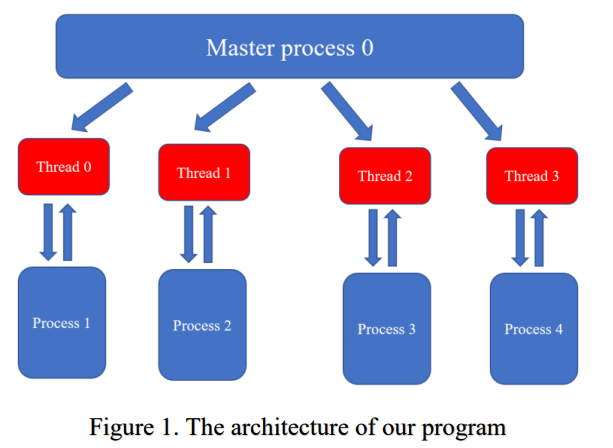 Master process 0
Thread 0
Thread 1
Thread 2
Thread 3
Process 1
Process 2
Process 3
Process 4
Figure 1. The architecture of our program